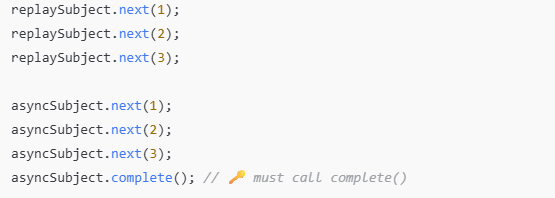 replaySubject.next(1);
replaySubject.next(2);
replaySubject.next(3);
asyncSubject.next(1);
asyncSubject.next(2);
asyncSubject.next(3);
asyncSubject.complete(); // 🔑 must call complete()